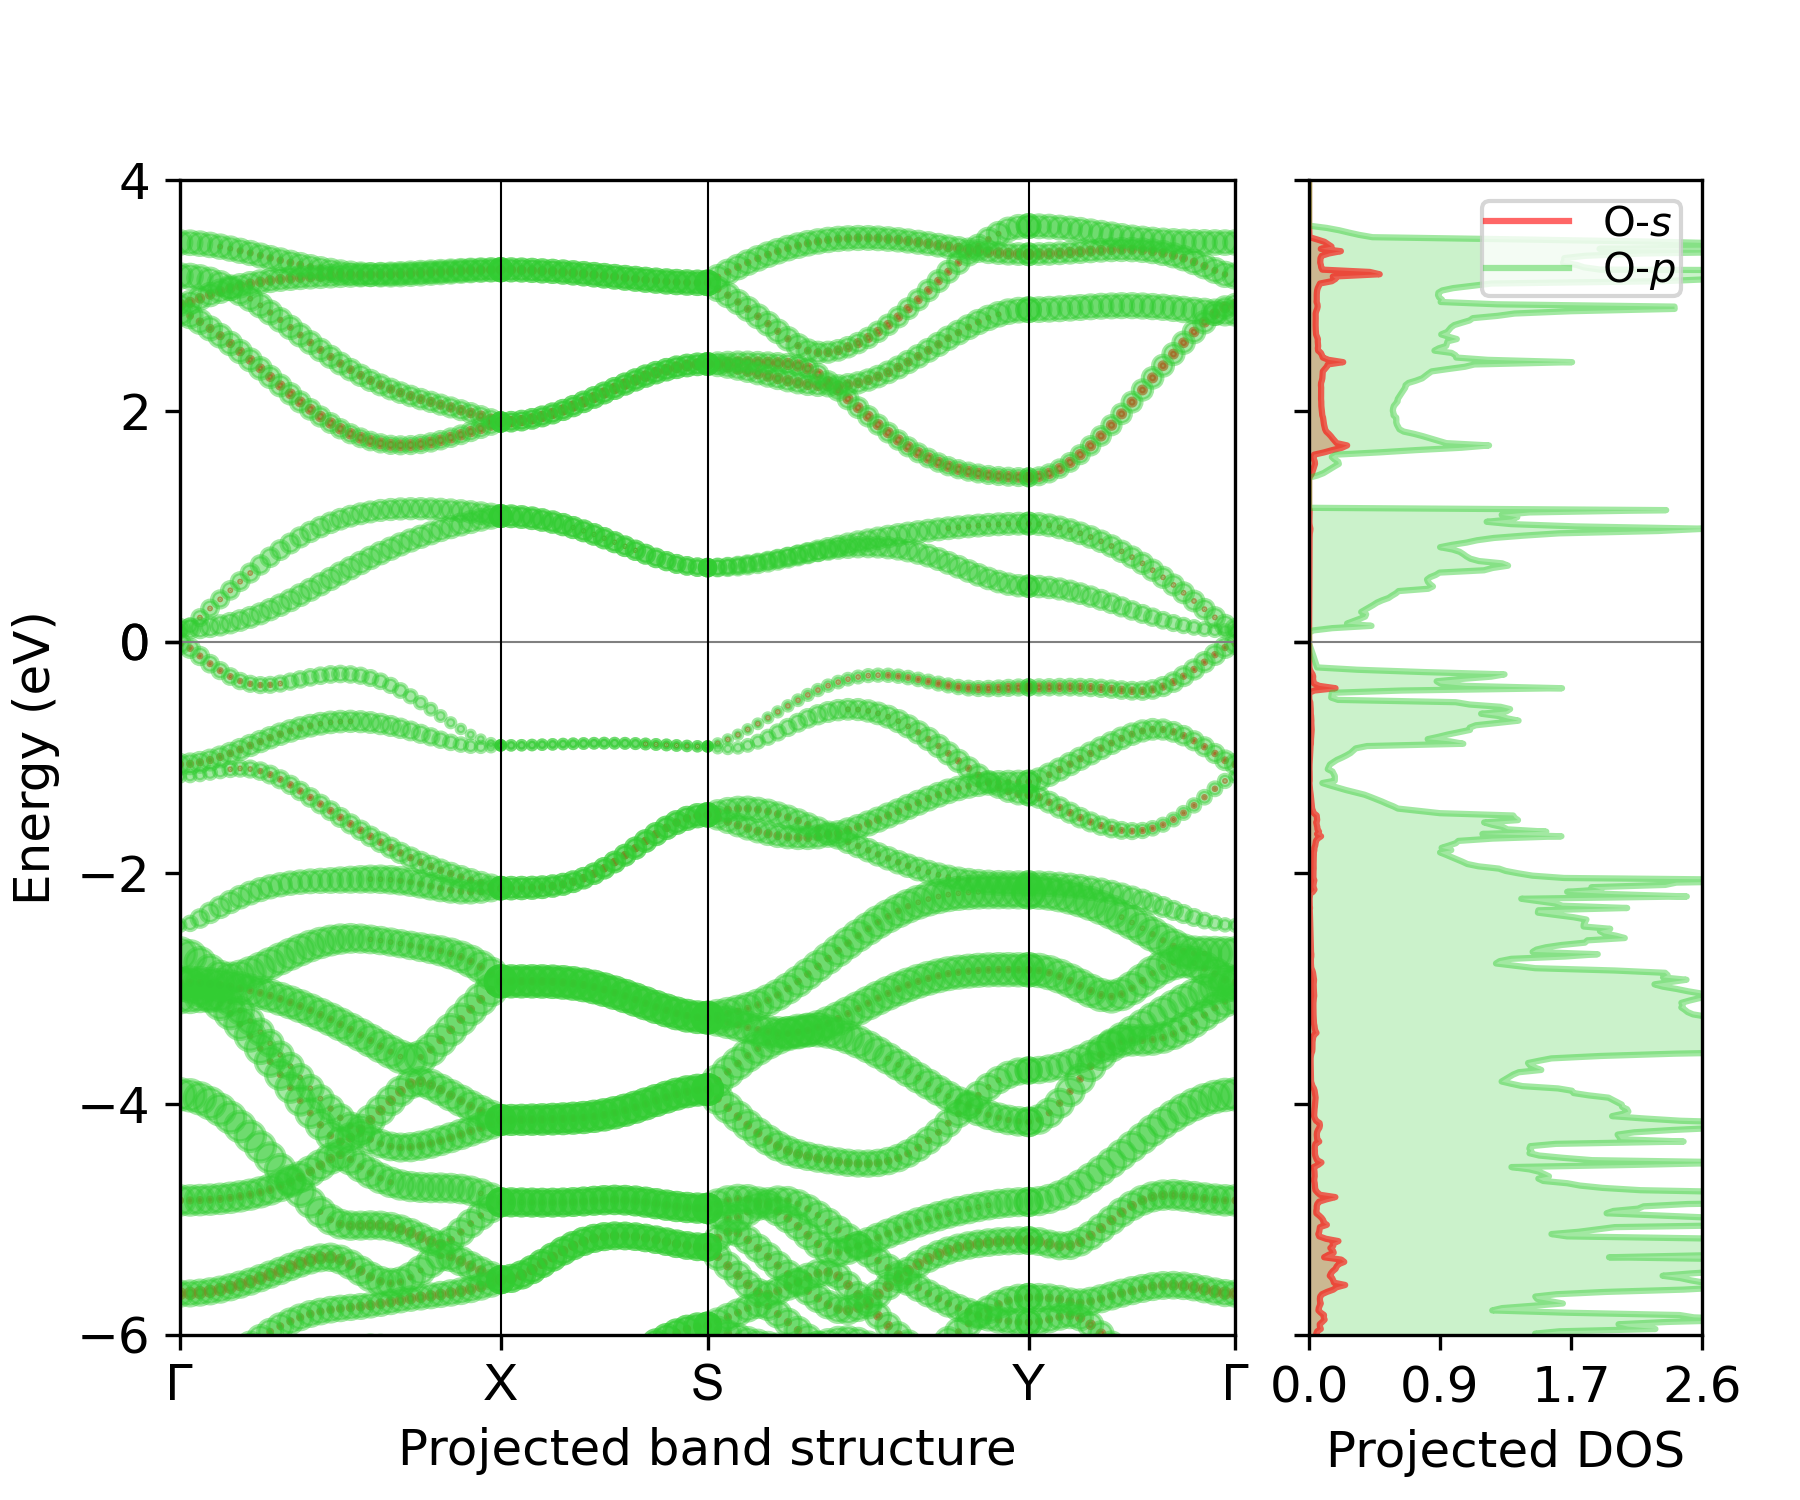 4
2
0
−2
−4
−6
Energy (eV)
Γ X S Y Γ
Projected band structure
O-s
O-p
0.0 0.9 1.7 2.6
Projected DOS